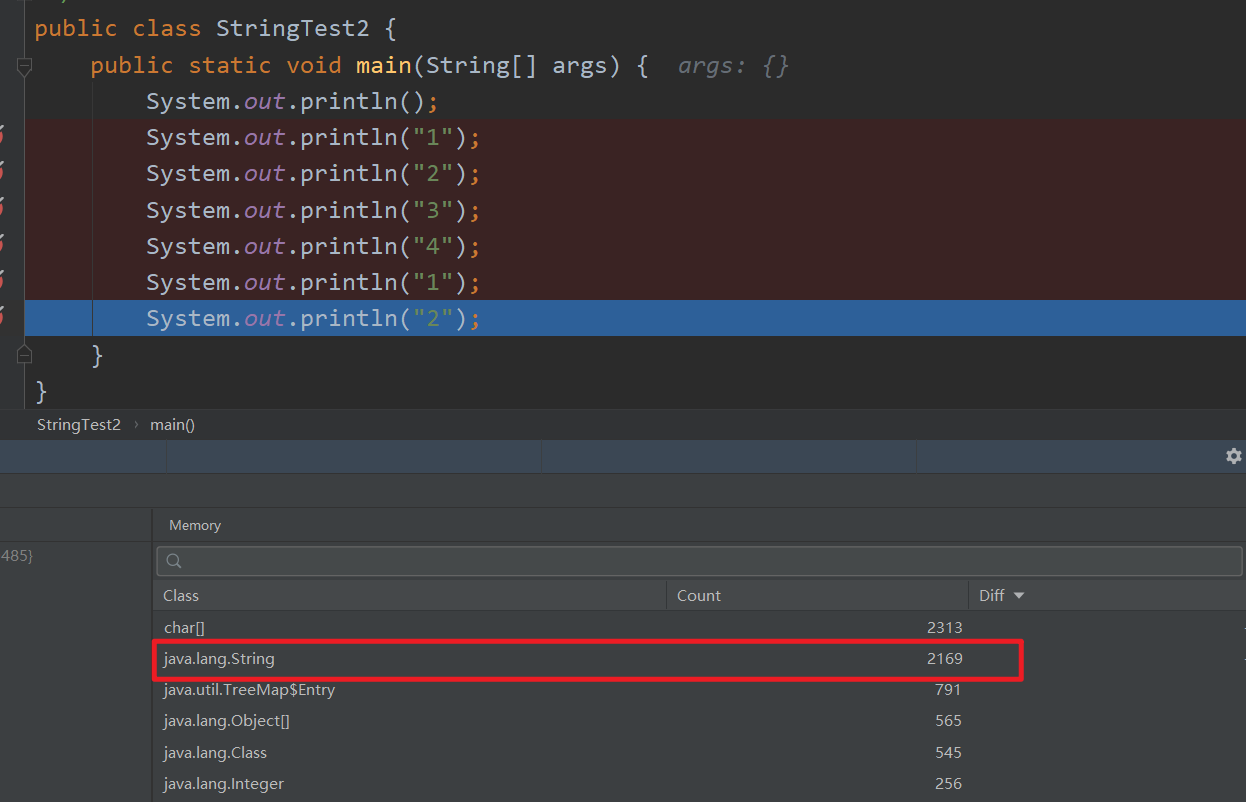 public class StringTest2 {
public static void main(String[] args) { args: {}
System.out.println();
System.out.println("1");
System.out.println("2");
System.out.println("3");
System.out.println("4");
System.out.println("1");
System.out.println("2");
}
}
StringTest2 › main()
Memory
485}
Class Count Diff
char[] 2313
java.lang.String 2169
java.util.TreeMap$Entry 791
java.lang.Object[] 565
java.lang.Class 545
java.lang.Integer 256